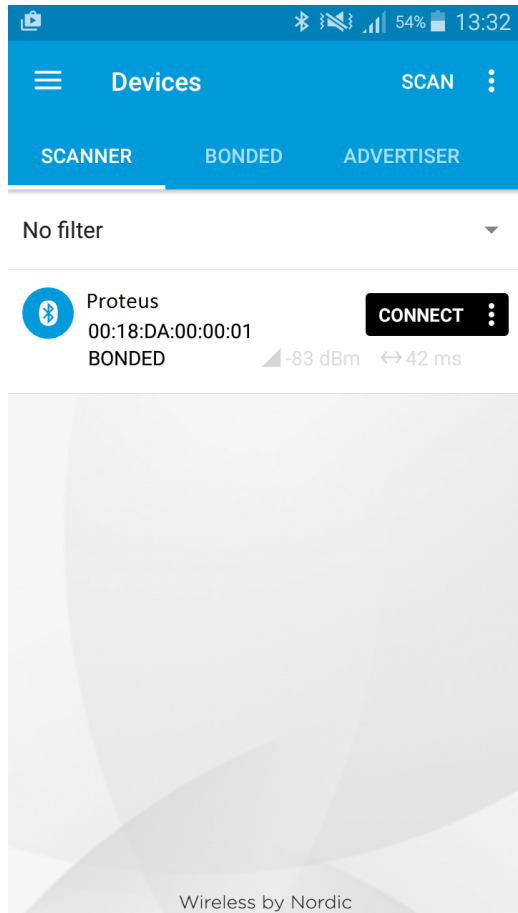 54% 13:32
Devices SCAN
SCANNER BONDED ADVERTISER
No filter
Proteus
00:18:DA:00:00:01 CONNECT
BONDED -83 dBm 42 ms
Wireless by Nordic